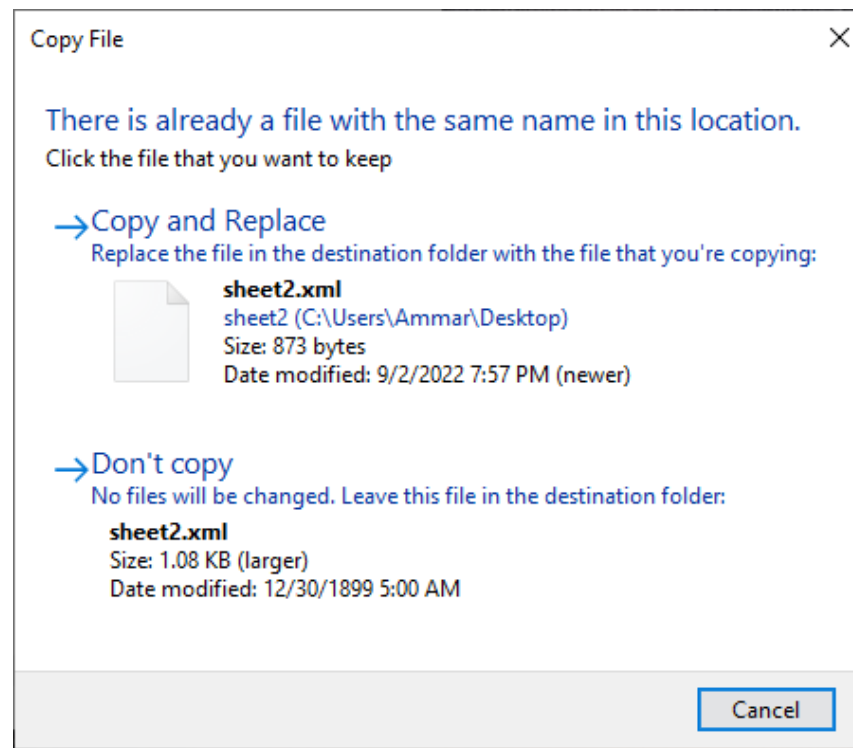 Copy File
There is already a file with the same name in this location.
Click the file that you want to keep
Copy and Replace
Replace the file in the destination folder with the file that you're copying:
sheet2.xml
sheet2 (C:\Users\Ammar\Desktop)
Size: 873 bytes
Date modified: 9/2/2022 7:57 PM (newer)
Don't copy
No files will be changed. Leave this file in the destination folder:
sheet2.xml
Size: 1.08 KB (larger)
Date modified: 12/30/1899 5:00 AM
Cancel